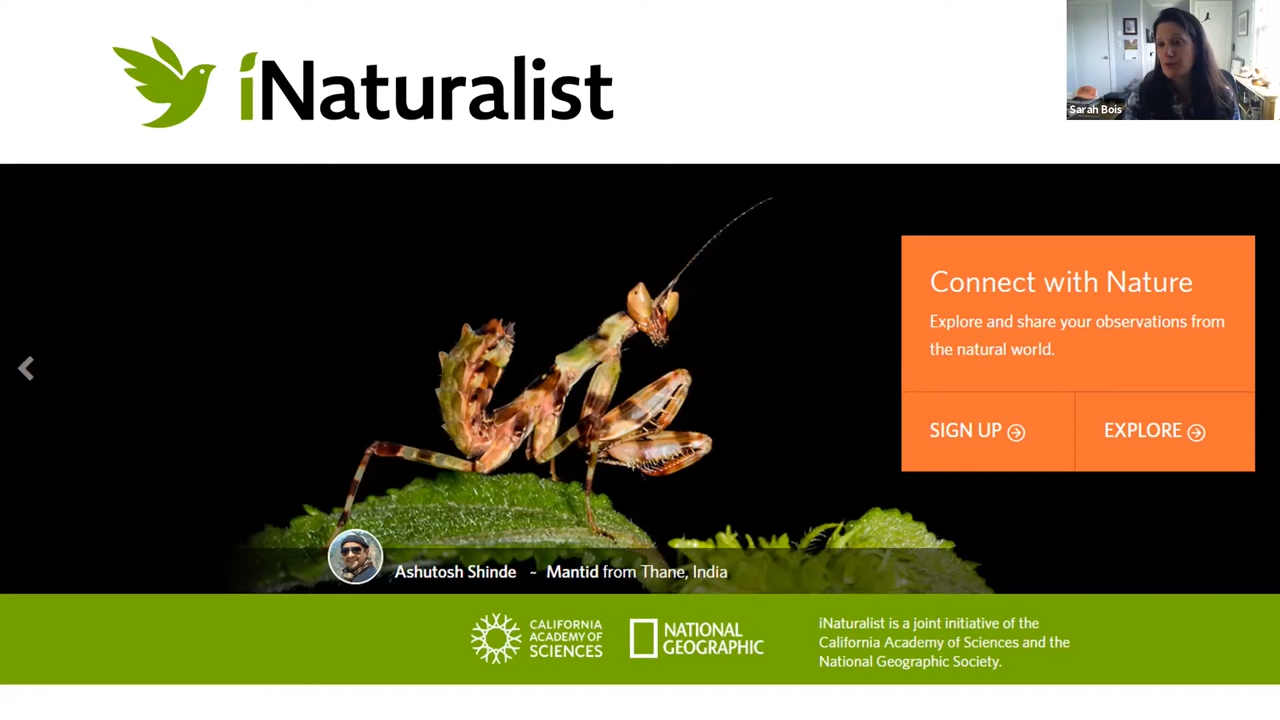 iNaturalist
Sarah Bois
Connect with Nature
Explore and share your observations from
the natural world.
SIGN UP
EXPLORE
Ashutosh Shinde ~ Mantid from Thane, India
CALIFORNIA
ACADEMY OF
SCIENCES
NATIONAL
GEOGRAPHIC
iNaturalist is a joint initiative of the
California Academy of Sciences and the
National Geographic Society.